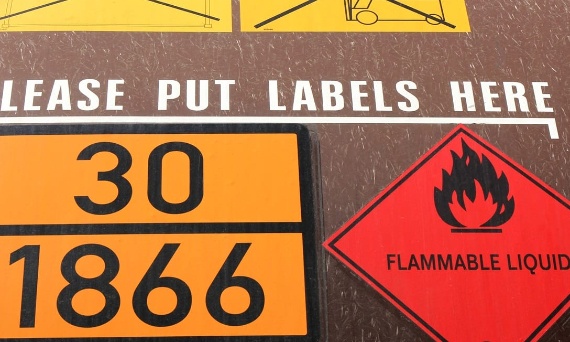 LEASE PUT LABELS HERE
30
1866
FLAMMABLE LIQUID